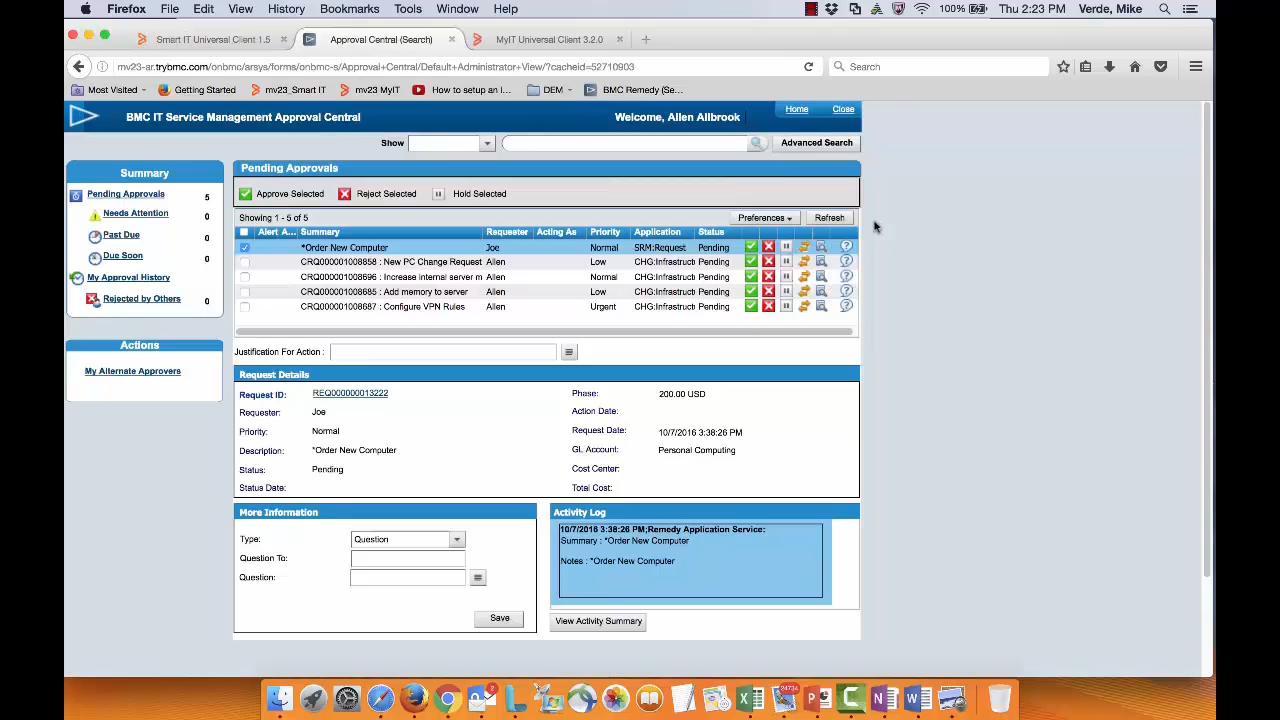 Firefox File Edit View History Bookmarks Tools Window Help 100% Thu 2:23 PM Verde, Mike
Smart IT Universal Client 1.5 × Approval Central (Search) × MyIT Universal Client 3.2.0 × +
mv23-ar.trybmc.com/onbmc/arsys/forms/onbmc-s/Approval+Central/Default+Administrator+View/?cacheid=52710903 Search
Most Visited Getting Started mv23_Smart IT mv23 MyIT How to setup an I... DEM BMC Remedy (Se...
BMC IT Service Management Approval Central Welcome, Allen Allbrook Home Close
Show Advanced Search
Summary
Pending Approvals 5
Needs Attention 0
Past Due 0
Due Soon 0
My Approval History
Rejected by Others 0
Actions
My Alternate Approvers
Pending Approvals
Approve Selected Reject Selected Hold Selected
Showing 1 - 5 of 5 Preferences Refresh
Alert A... Summary Requester Acting As Priority Application Status
*Order New Computer Joe Normal SRM:Request Pending
CRQ000001008858 : New PC Change Request Allen Low CHG:Infrastruct Pending
CRQ000001008696 : Increase internal server m Allen Normal CHG:Infrastruct Pending
CRQ000001008685 : Add memory to server Allen Low CHG:Infrastruct Pending
CRQ000001008687 : Configure VPN Rules Allen Urgent CHG:Infrastruct Pending
Justification For Action :
Request Details
Request ID: REQ000000013222 Phase: 200.00 USD
Requester: Joe Action Date:
Priority: Normal Request Date: 10/7/2016 3:38:26 PM
Description: *Order New Computer GL Account: Personal Computing
Status: Pending Cost Center:
Status Date: Total Cost:
More Information
Type: Question
Question To:
Question:
Save
Activity Log
10/7/2016 3:38:26 PM;Remedy Application Service:
Summary : *Order New Computer
Notes : *Order New Computer
View Activity Summary